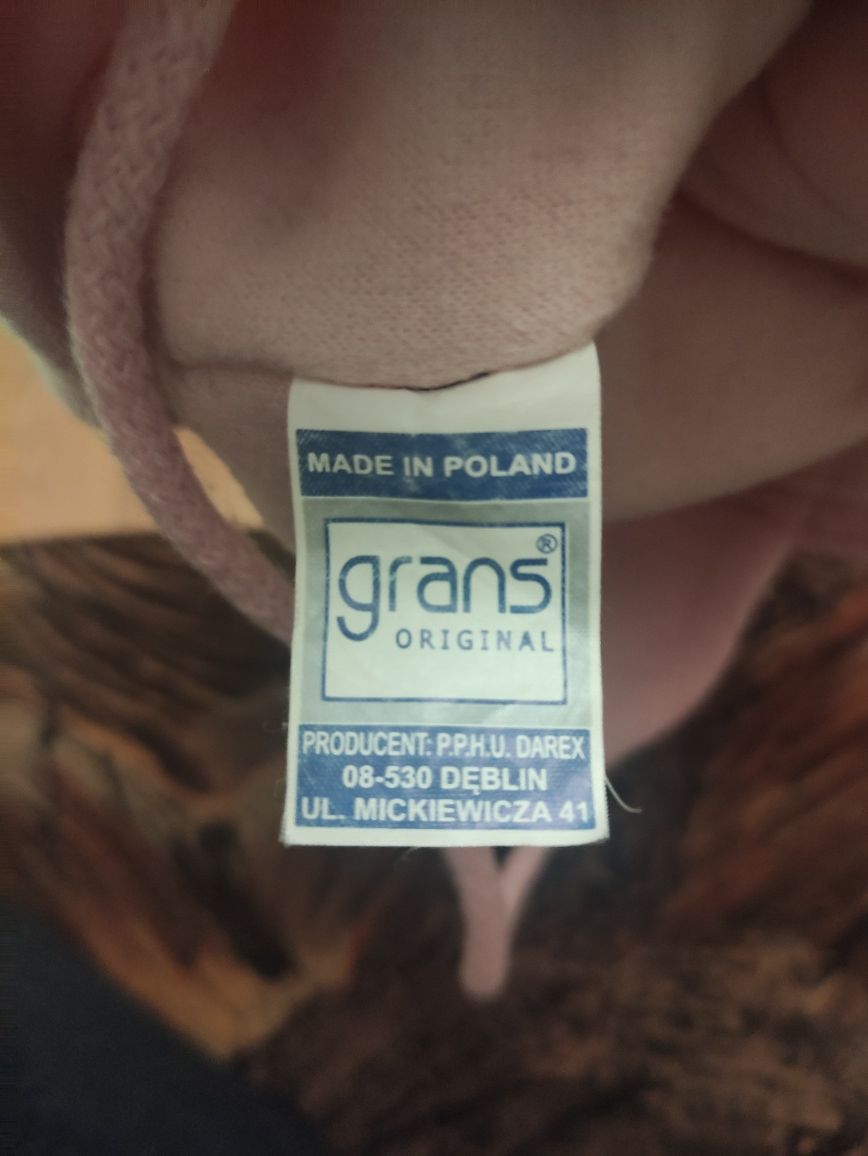 MADE IN POLAND
grans®
ORIGINAL
PRODUCENT: P.P.H.U. DAREX
08-530 DĘBLIN
UL. MICKIEWICZA 41